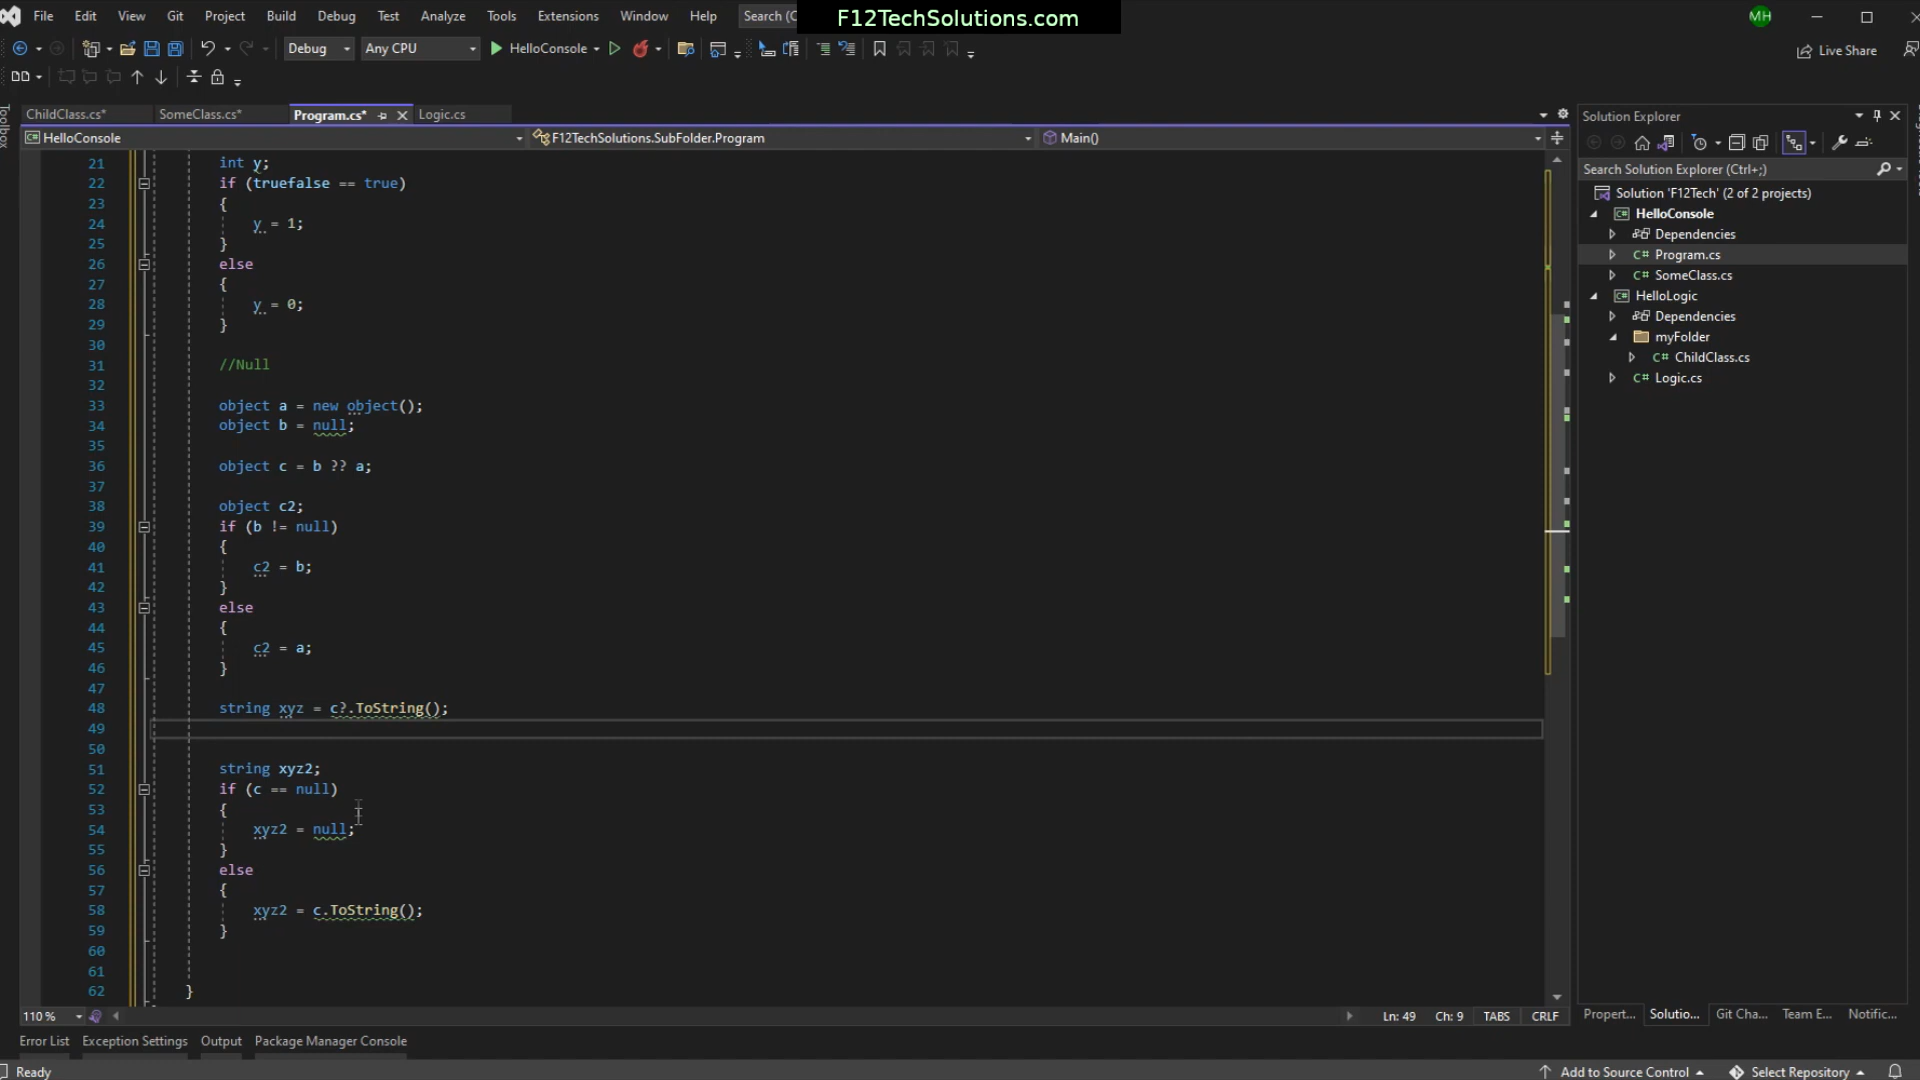 File Edit View Git Project Build Debug Test Analyze Tools Extensions Window Help Search (C F12TechSolutions.com MH
Debug Any CPU HelloConsole Live Share
ChildClass.cs* SomeClass.cs* Program.cs* Logic.cs
HelloConsole F12TechSolutions.SubFolder.Program Main()
Toolbox
21 int y;
22 if (truefalse == true)
23 {
24 y = 1;
25 }
26 else
27 {
28 y = 0;
29 }
30
31 //Null
32
33 object a = new object();
34 object b = null;
35
36 object c = b ?? a;
37
38 object c2;
39 if (b != null)
40 {
41 c2 = b;
42 }
43 else
44 {
45 c2 = a;
46 }
47
48 string xyz = c?.ToString();
49
50
51 string xyz2;
52 if (c == null)
53 {
54 xyz2 = null;
55 }
56 else
57 {
58 xyz2 = c.ToString();
59 }
60
61
62 }
110 % Ln: 49 Ch: 9 TABS CRLF
Solution Explorer
Search Solution Explorer (Ctrl+;)
Solution 'F12Tech' (2 of 2 projects)
HelloConsole
Dependencies
C# Program.cs
C# SomeClass.cs
HelloLogic
Dependencies
myFolder
C# ChildClass.cs
C# Logic.cs
Propert... Solutio... Git Cha... Team E... Notific...
Error List Exception Settings Output Package Manager Console
Ready Add to Source Control Select Repository